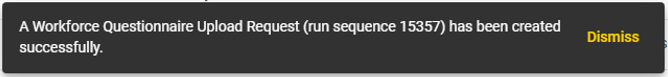 A Workforce Questionnaire Upload Request (run sequence 15357) has been created
successfully.
Dismiss